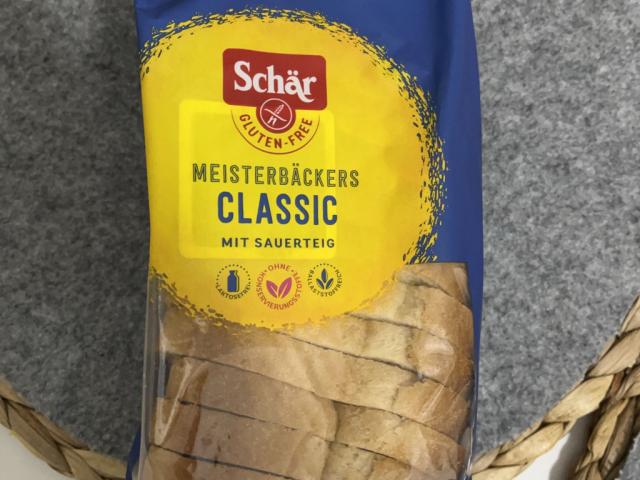 Schär
GLUTEN-FREE
MEISTERBÄCKERS
CLASSIC
MIT SAUERTEIG
LAKTOSEFREI
OHNE KONSERVIERUNGSSTOFFE
BALLASTSTOFFREICH